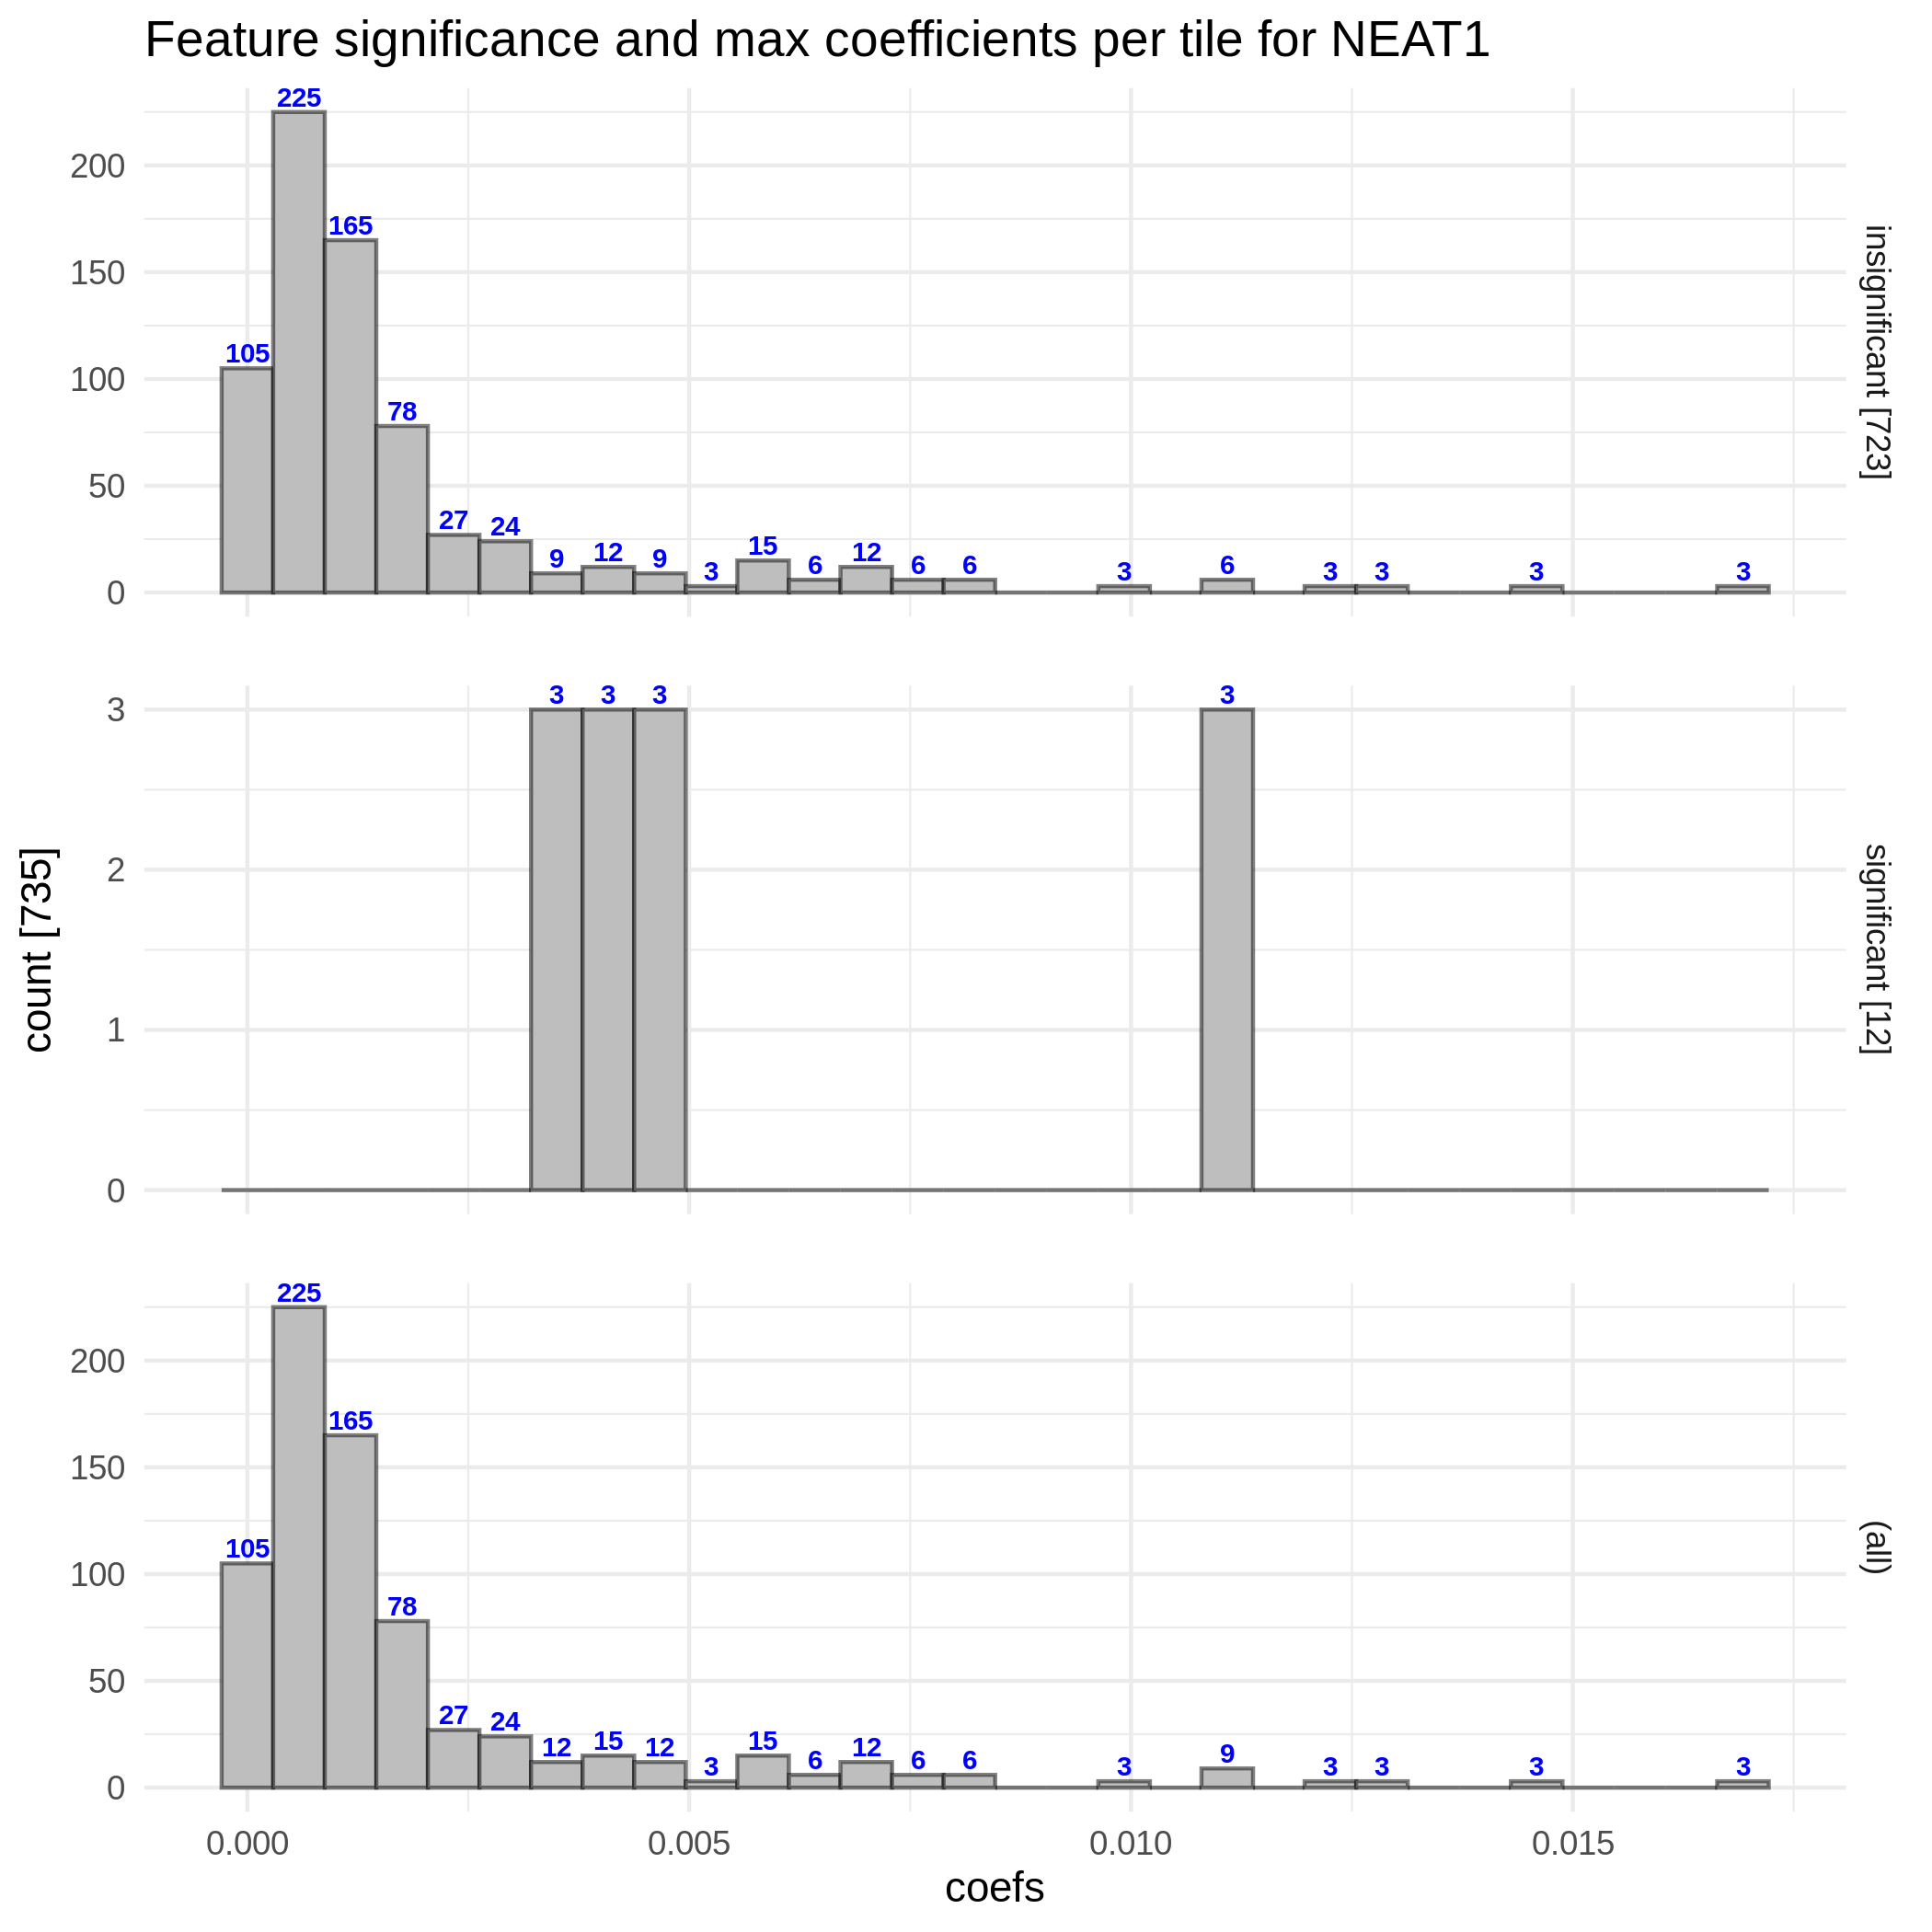 Feature significance and max coefficients per tile for NEAT1
225
200
165
150
105
100
78
50
27 24 9 12 9 3 15 6 12 6 6 3 6 3 3 3 3
0
insignificant [723]
3 3 3 3
3
2
1
0
significant [12]
count [735]
225
200
165
150
105
100
78
50
27 24 12 15 12 3 15 6 12 6 6 3 9 3 3 3 3
0
(all)
0.000 0.005 0.010 0.015
coefs